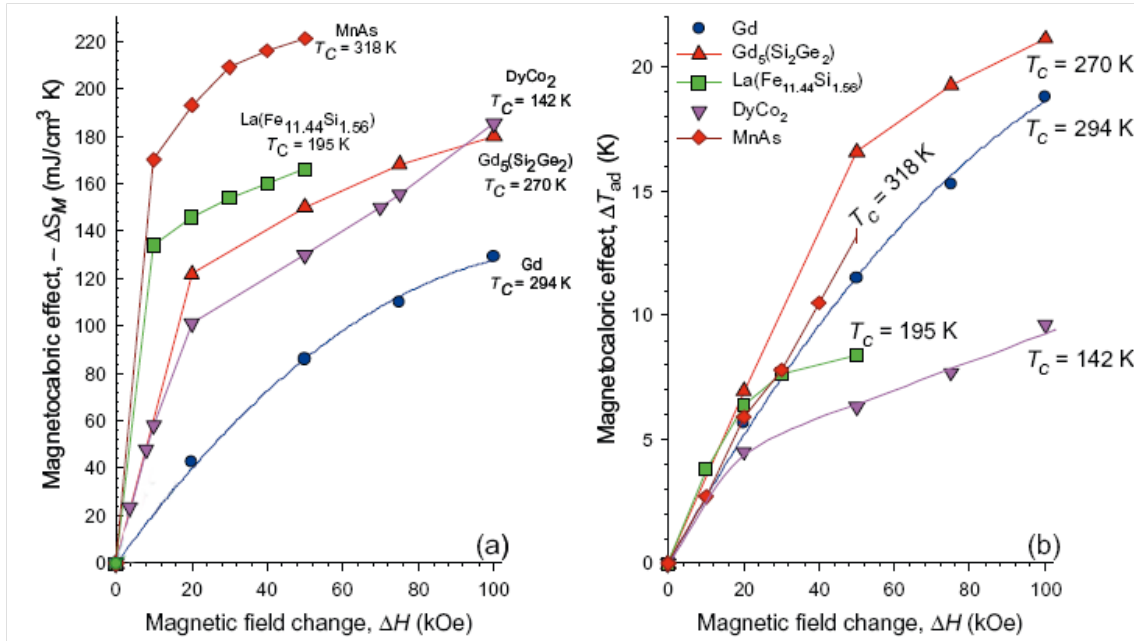 Magnetocaloric effect, – ΔS_M (mJ/cm³ K)
220
200
180
160
140
120
100
80
60
40
20
0
0 20 40 60 80 100
Magnetic field change, ΔH (kOe)
MnAs
T_C = 318 K
La(Fe₁₁.₄₄Si₁.₅₆)
T_C = 195 K
DyCo₂
T_C = 142 K
Gd₅(Si₂Ge₂)
T_C = 270 K
Gd
T_C = 294 K
(a)
Magnetocaloric effect, ΔT_ad (K)
20
15
10
5
0
0 20 40 60 80 100
Magnetic field change, ΔH (kOe)
Gd
Gd₅(Si₂Ge₂)
La(Fe₁₁.₄₄Si₁.₅₆)
DyCo₂
MnAs
T_C = 270 K
T_C = 294 K
T_C = 318 K
T_C = 195 K
T_C = 142 K
(b)